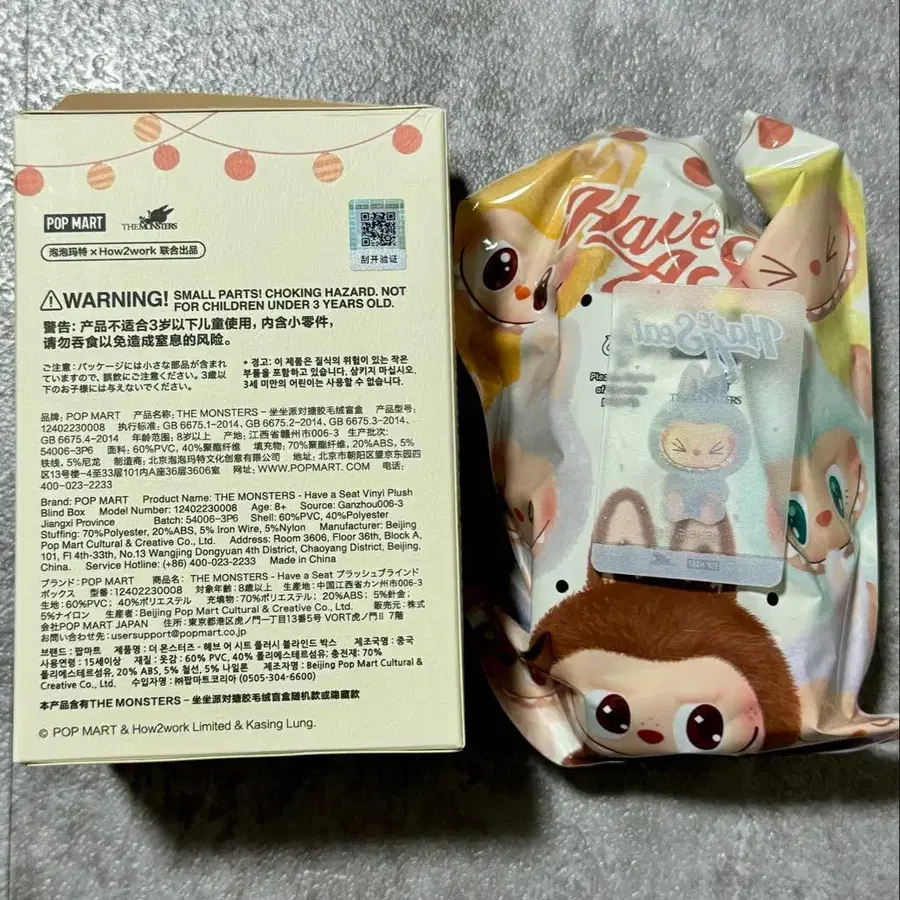 POP MART THE MONSTERS
泡泡玛特 × How2work 联合出品
刮开验证
WARNING! SMALL PARTS! CHOKING HAZARD. NOT
FOR CHILDREN UNDER 3 YEARS OLD.
警告: 产品不适合3岁以下儿童使用，内含小零件，
请勿吞食以免造成窒息的风险。
ご注意：パッケージには小さな部品が含まれ
ていますので、誤飲にご注意ください。3歳以
下のお子様には与えないでください。
* 경고: 이 제품은 질식의 위험이 있는 작은
부품을 포함하고 있습니다. 삼키지 마십시오.
3세 미만의 어린이는 사용할 수 없습니다.
品牌: POP MART 产品名称: THE MONSTERS - 坐坐派对搪胶毛绒盲盒 产品型号:
12402230008 执行标准: GB 6675.1-2014、GB 6675.2-2014、GB 6675.3-2014、
GB 6675.4-2014 年龄范围: 8岁以上 产地: 江西省赣州市006-3 生产批次:
54006-3P6 面料: 60%PVC, 40%聚酯纤维 填充物: 70%聚酯纤维, 20%ABS, 5%
铁线, 5%尼龙 制造商: 北京泡泡玛特文化创意有限公司 地址: 北京市朝阳区望京东园四
区13号楼-4至33层101内A座36层3606室 网址: WWW.POPMART.COM 电话:
400-023-2233
Brand: POP MART Product Name: THE MONSTERS - Have a Seat Vinyl Plush
Blind Box Model Number: 12402230008 Age: 8+ Source: Ganzhou006-3
Jiangxi Province Batch: 54006-3P6 Shell: 60%PVC, 40%Polyester
Stuffing: 70%Polyester, 20%ABS, 5% Iron Wire, 5%Nylon Manufacturer: Beijing
Pop Mart Cultural & Creative Co., Ltd. Address: Room 3606, Floor 36th, Block A,
101, Fl 4th-33th, No.13 Wangjing Dongyuan 4th District, Chaoyang District, Beijing,
China. Service Hotline: (+86) 400-023-2233 Made in China
ブランド：POP MART 商品名：THE MONSTERS - Have a Seat プラッシュブラインド
ボックス 型番：12402230008 対象年齢：8歳以上 生産地：中国江西省カン州市006-3
生地：60%PVC；40%ポリエステル 充填物：70%ポリエステル；20%ABS；5%針金；
5%ナイロン 生産者：Beijing Pop Mart Cultural & Creative Co., Ltd. 販売元：株式
会社POP MART JAPAN 住所：東京都港区虎ノ門一丁目13番5号 VORT虎ノ門II 7階
お問い合わせ先：usersupport@popmart.co.jp
브랜드 : 팝마트 제품명 : 더 몬스터즈 - 헤브 어 시트 플러시 블라인드 박스 제조국명 : 중국
사용연령 : 15세이상 재질 : 옷감: 60% PVC, 40% 폴리에스테르섬유; 충전재: 70%
폴리에스테르섬유, 20% ABS, 5% 철선, 5% 나일론 제조자명 : Beijing Pop Mart Cultural &
Creative Co., Ltd. 수입자명 : ㈜팝마트코리아 (0505-304-6600)
本产品含有THE MONSTERS - 坐坐派对搪胶毛绒盲盒随机款或隐藏款
© POP MART & How2work Limited & Kasing Lung.
Have
Have a Seat
THE MONSTERS
POP MART